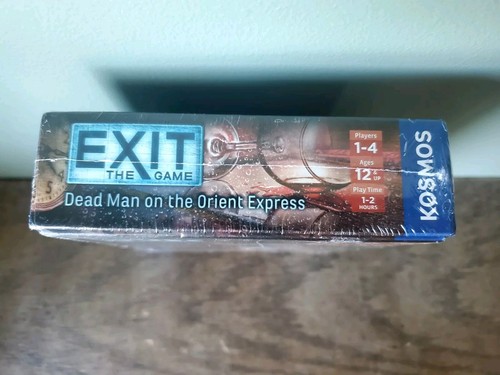 EXIT
THE GAME
Dead Man on the Orient Express
Players
1-4
Ages
12 & UP
Play Time
1-2
HOURS
KOSMOS